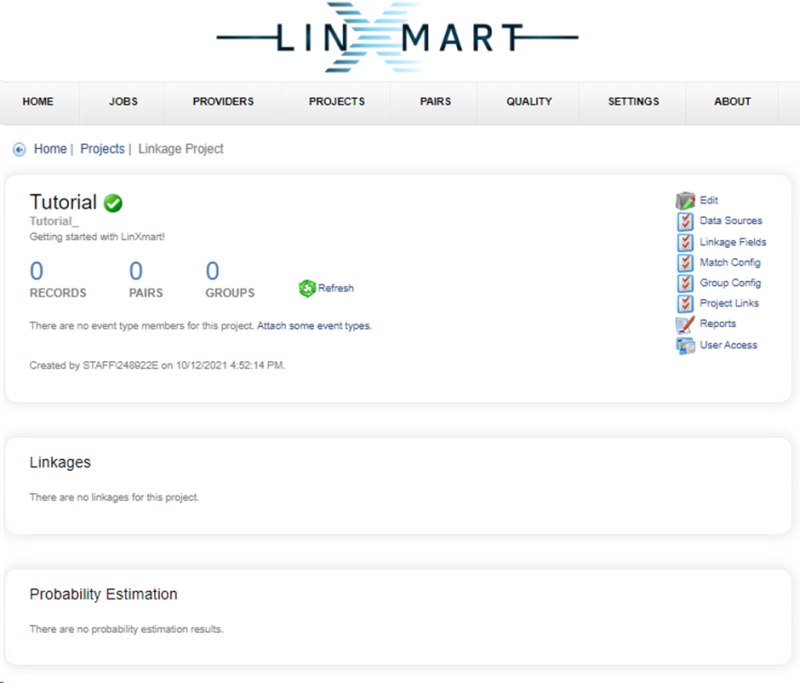 LINXMART
HOME JOBS PROVIDERS PROJECTS PAIRS QUALITY SETTINGS ABOUT
Home | Projects | Linkage Project
Tutorial
Tutorial_
Getting started with LinXmart!
0 0 0
RECORDS PAIRS GROUPS
Refresh
There are no event type members for this project. Attach some event types.
Created by STAFF\248922E on 10/12/2021 4:52:14 PM.
Edit
Data Sources
Linkage Fields
Match Config
Group Config
Project Links
Reports
User Access
Linkages
There are no linkages for this project.
Probability Estimation
There are no probability estimation results.